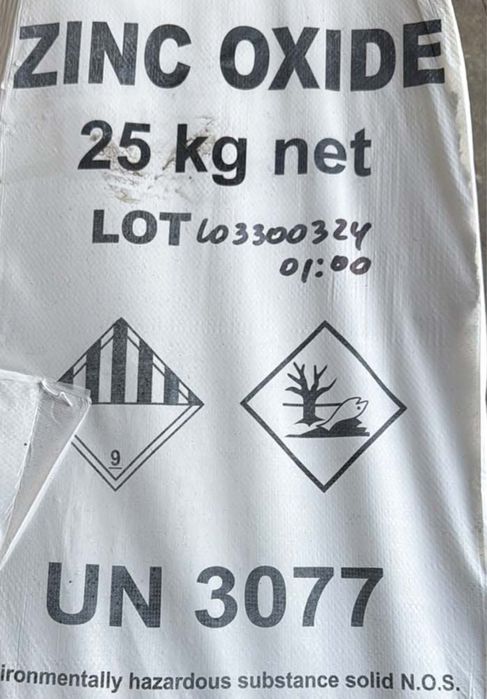 ZINC OXIDE
25 kg net
LOT L03300324
01:00
9
UN 3077
ironmentally hazardous substance solid N.O.S.